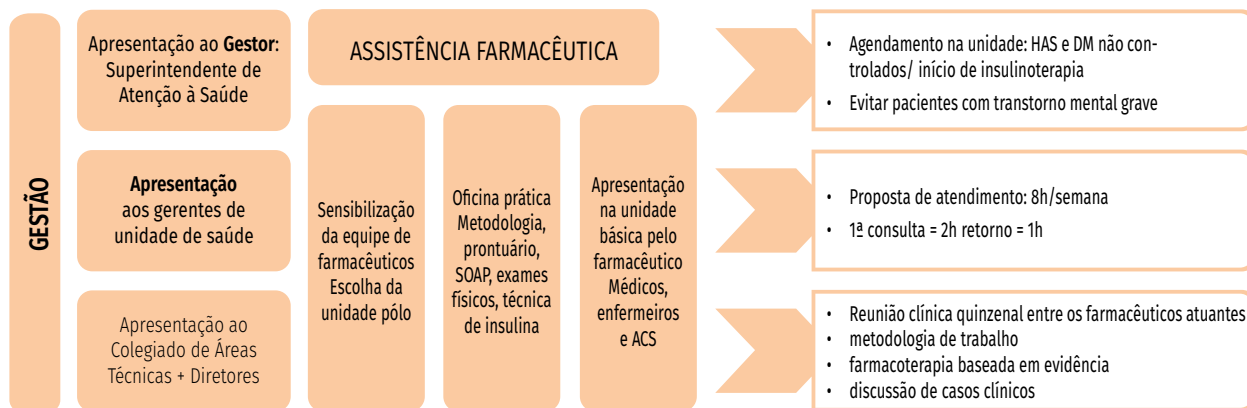 GESTÃO
Apresentação ao Gestor:
Superintendente de
Atenção à Saúde
Apresentação
aos gerentes de
unidade de saúde
Apresentação ao
Colegiado de Áreas
Técnicas + Diretores
ASSISTÊNCIA FARMACÊUTICA
Sensibilização
da equipe de
farmacêuticos
Escolha da
unidade pólo
Oficina prática
Metodologia,
prontuário,
SOAP, exames
físicos, técnica
de insulina
Apresentação
na unidade
básica pelo
farmacêutico
Médicos,
enfermeiros
e ACS
• Agendamento na unidade: HAS e DM não con-
trolados/ início de insulinoterapia
• Evitar pacientes com transtorno mental grave
• Proposta de atendimento: 8h/semana
• 1ª consulta = 2h retorno = 1h
• Reunião clínica quinzenal entre os farmacêuticos atuantes
• metodologia de trabalho
• farmacoterapia baseada em evidência
• discussão de casos clínicos